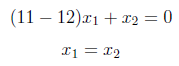 (11 − 12)x₁ + x₂ = 0
x₁ = x₂